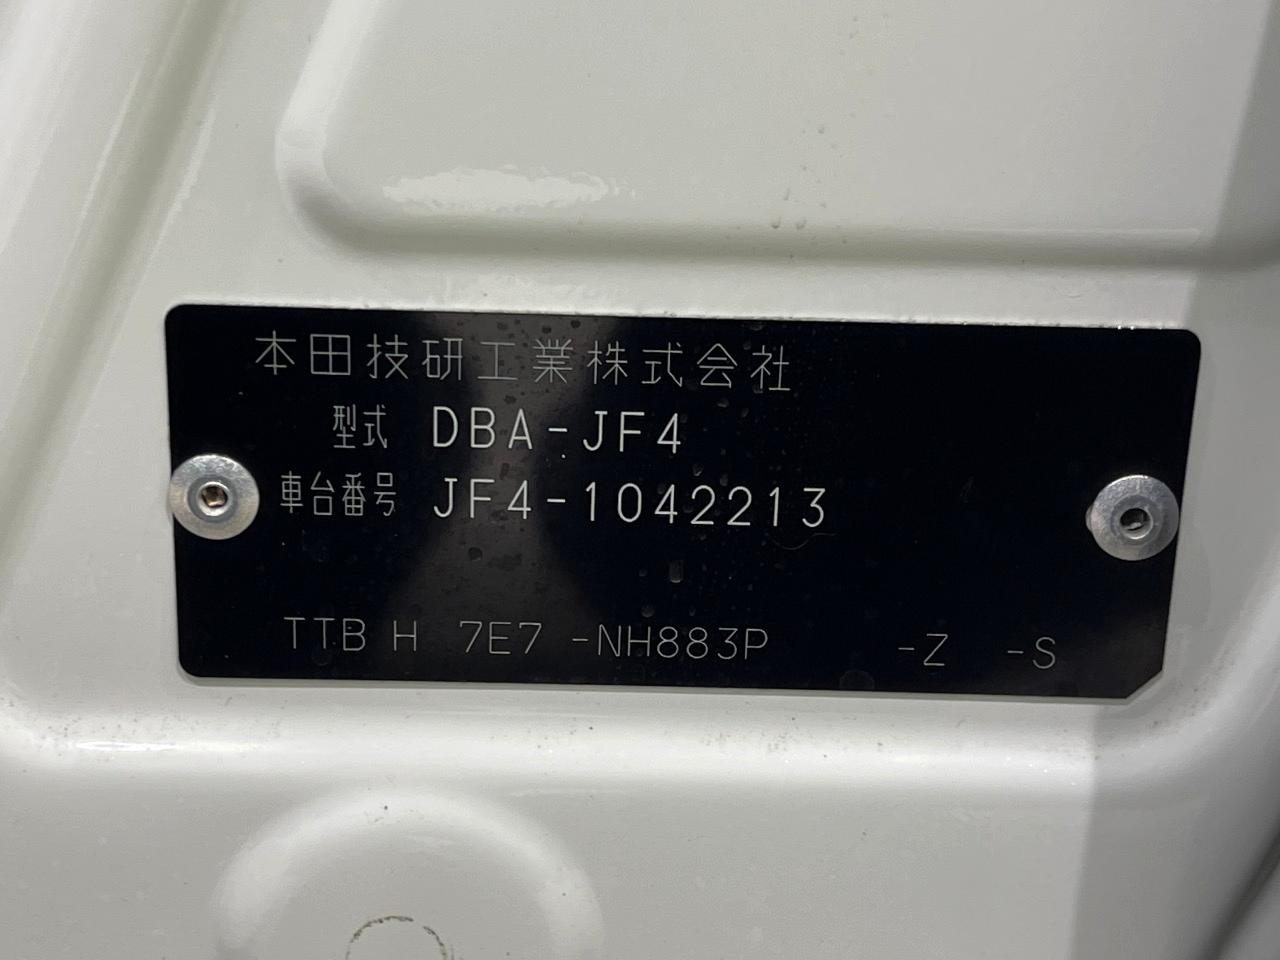 本田技研工業株式会社
型式 DBA-JF4
車台番号 JF4-1042213
TTB H 7E7 -NH883P -Z -S